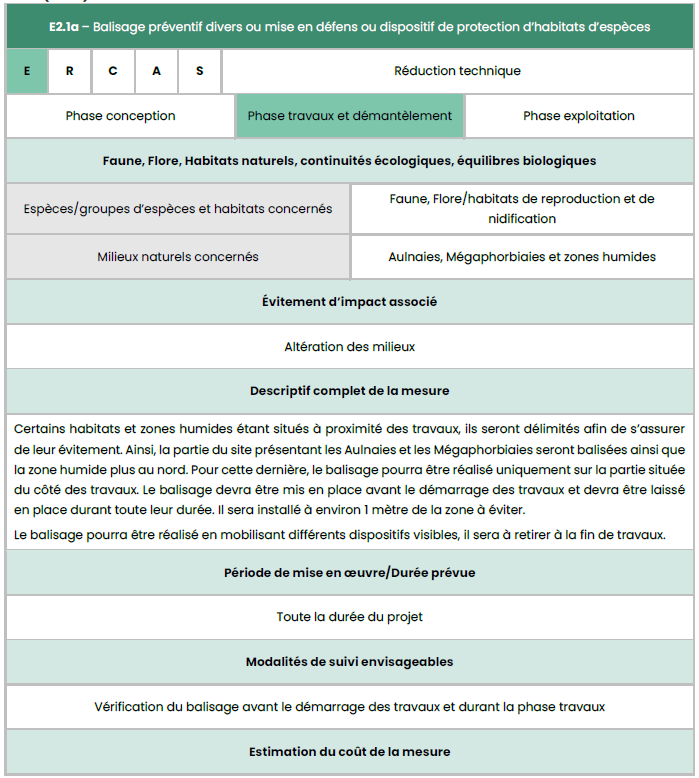 E2.1a – Balisage préventif divers ou mise en défens ou dispositif de protection d'habitats d'espèces
E R C A S Réduction technique
Phase conception Phase travaux et démantèlement Phase exploitation
Faune, Flore, Habitats naturels, continuités écologiques, équilibres biologiques
Espèces/groupes d'espèces et habitats concernés
Faune, Flore/habitats de reproduction et de
nidification
Milieux naturels concernés Aulnaies, Mégaphorbiaies et zones humides
Évitement d'impact associé
Altération des milieux
Descriptif complet de la mesure
Certains habitats et zones humides étant situés à proximité des travaux, ils seront délimités afin de s'assurer
de leur évitement. Ainsi, la partie du site présentant les Aulnaies et les Mégaphorbiaies seront balisées ainsi que
la zone humide plus au nord. Pour cette dernière, le balisage pourra être réalisé uniquement sur la partie située
du côté des travaux. Le balisage devra être mis en place avant le démarrage des travaux et devra être laissé
en place durant toute leur durée. Il sera installé à environ 1 mètre de la zone à éviter.
Le balisage pourra être réalisé en mobilisant différents dispositifs visibles, il sera à retirer à la fin de travaux.
Période de mise en œuvre/Durée prévue
Toute la durée du projet
Modalités de suivi envisageables
Vérification du balisage avant le démarrage des travaux et durant la phase travaux
Estimation du coût de la mesure